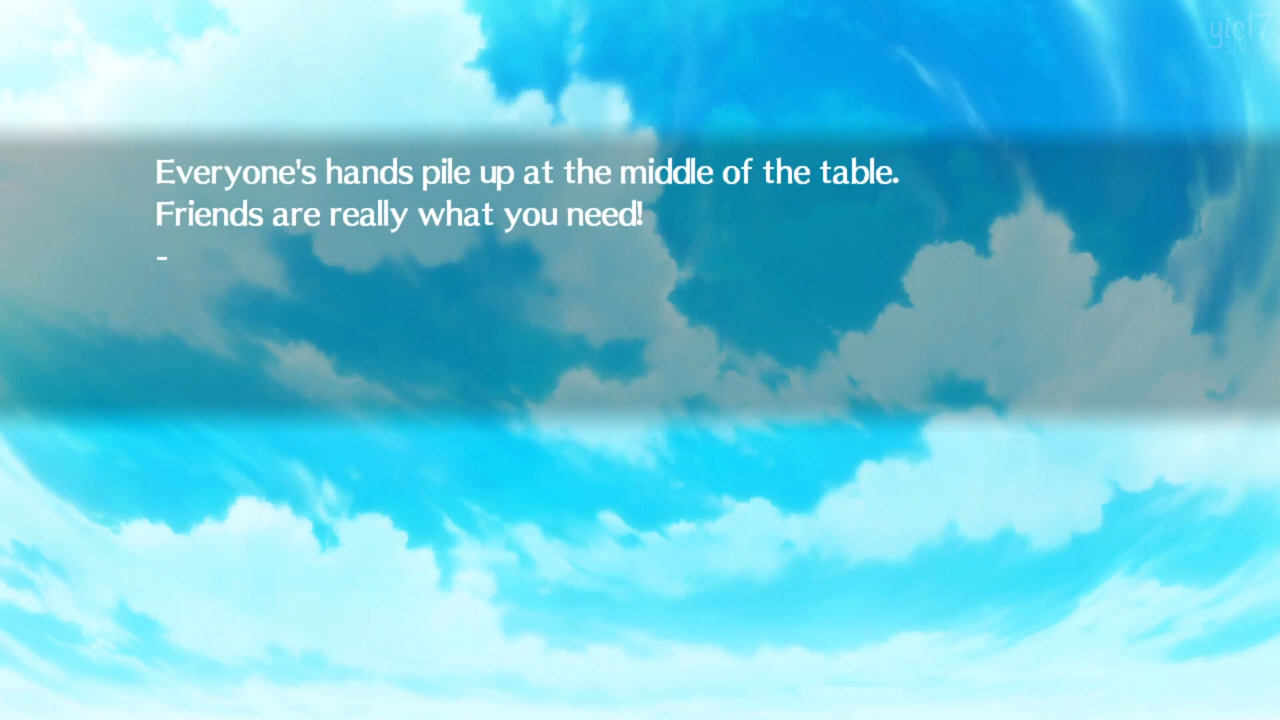 Everyone's hands pile up at the middle of the table.
Friends are really what you need!
-